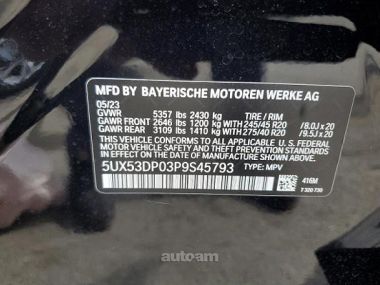 MFD BY BAYERISCHE MOTOREN WERKE AG
05/23
GVWR 5357 lbs 2430 kg TIRE / RIM
GAWR FRONT 2646 lbs 1200 kg 245/45 R20 /8.0J x 20
GAWR REAR 3109 lbs 1410 kg 275/40 R20 /9.5J x 20
THIS VEHICLE CONFORMS TO ALL APPLICABLE U.S. FEDERAL
MOTOR VEHICLE SAFETY AND THEFT PREVENTION STANDARDS
IN EFFECT ON THE DATE OF MANUFACTURE SHOWN ABOVE.
5UX53DP03P9S45793 TYPE: MPV
416M
T 320 730
autoam